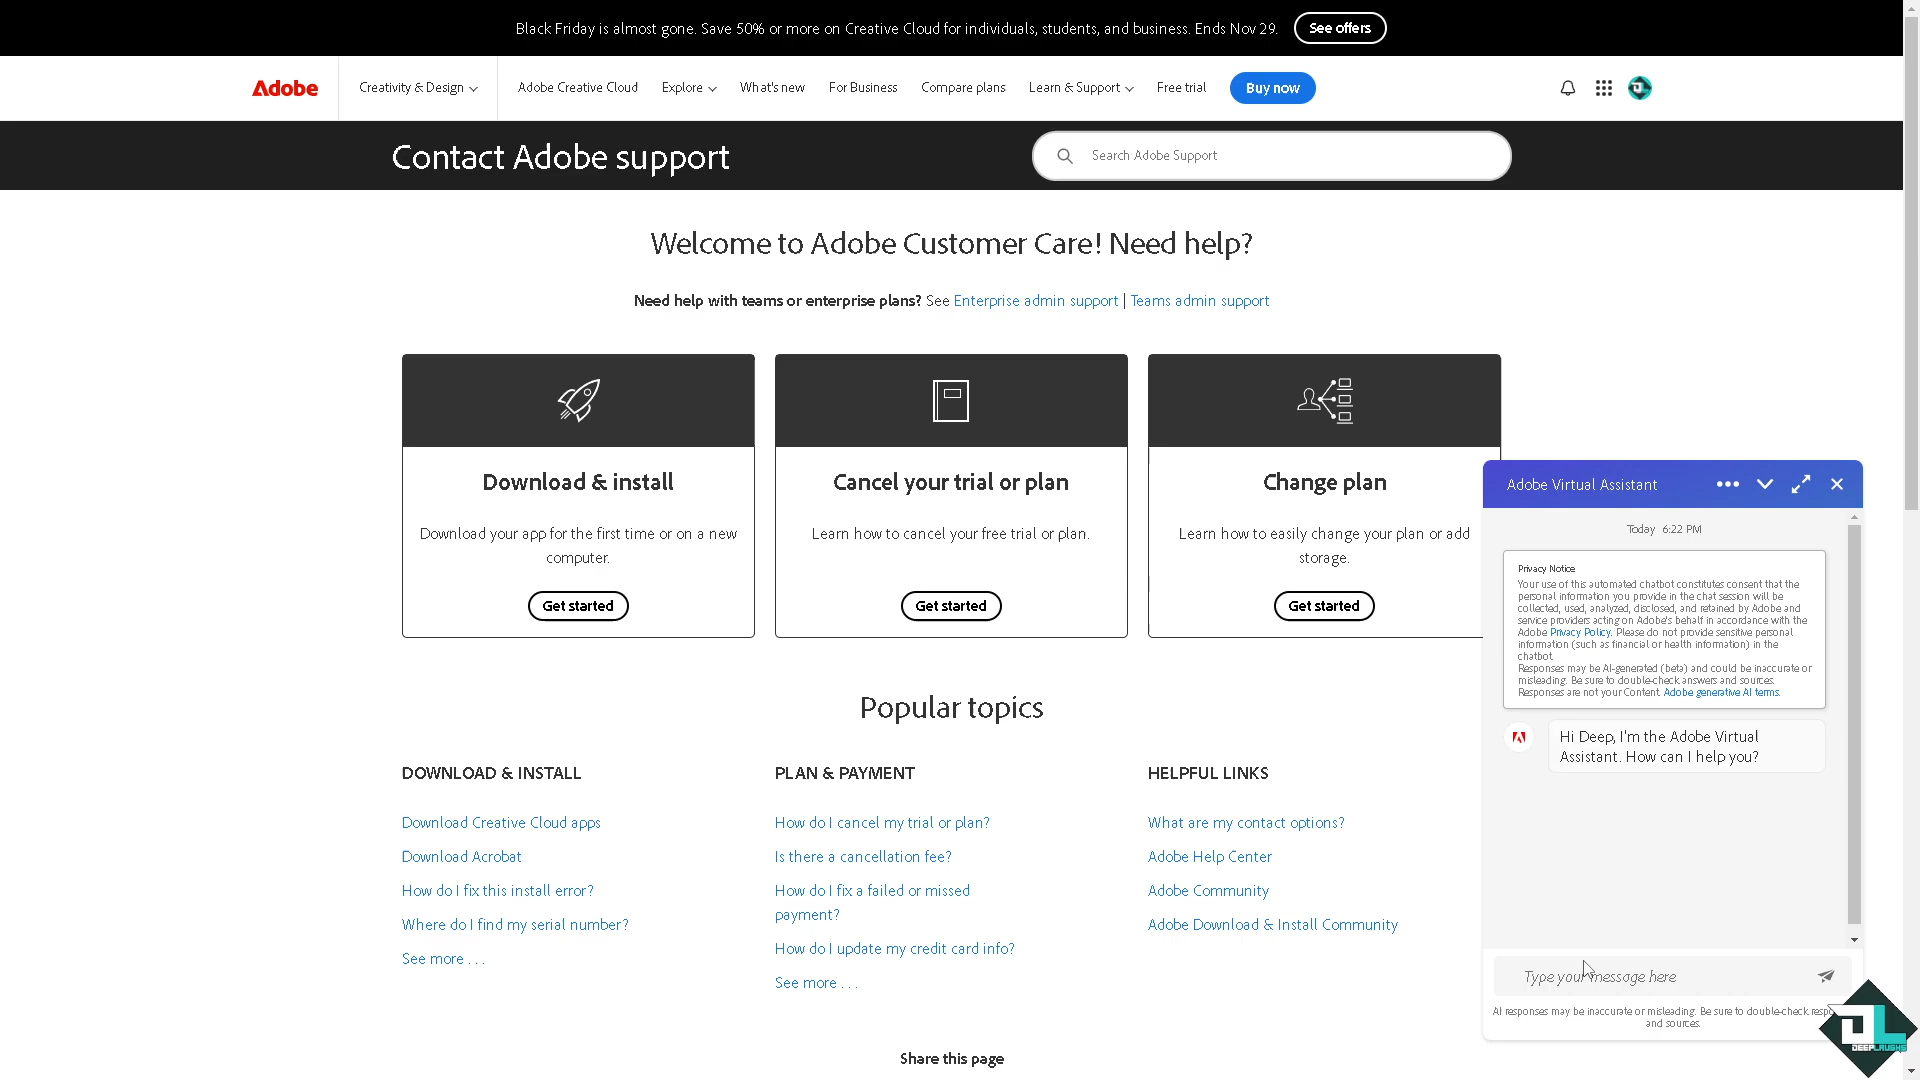 Black Friday is almost gone. Save 50% or more on Creative Cloud for individuals, students, and business. Ends Nov 29. See offers
Adobe Creativity & Design Adobe Creative Cloud Explore What's new For Business Compare plans Learn & Support Free trial Buy now
Contact Adobe support
Search Adobe Support
Welcome to Adobe Customer Care! Need help?
Need help with teams or enterprise plans? See Enterprise admin support | Teams admin support
Download & install
Download your app for the first time or on a new
computer.
Get started
Cancel your trial or plan
Learn how to cancel your free trial or plan.
Get started
Change plan
Learn how to easily change your plan or add
storage.
Get started
Popular topics
DOWNLOAD & INSTALL
Download Creative Cloud apps
Download Acrobat
How do I fix this install error?
Where do I find my serial number?
See more . . .
PLAN & PAYMENT
How do I cancel my trial or plan?
Is there a cancellation fee?
How do I fix a failed or missed
payment?
How do I update my credit card info?
See more . . .
HELPFUL LINKS
What are my contact options?
Adobe Help Center
Adobe Community
Adobe Download & Install Community
Share this page
Adobe Virtual Assistant
Today 6:22 PM
Privacy Notice
Your use of this automated chatbot constitutes consent that the
personal information you provide in the chat session will be
collected, used, analyzed, disclosed, and retained by Adobe and
service providers acting on Adobe's behalf in accordance with the
Adobe Privacy Policy. Please do not provide sensitive personal
information (such as financial or health information) in the
chatbot.
Responses may be AI-generated (beta) and could be inaccurate or
misleading. Be sure to double-check answers and sources.
Responses are not your Content. Adobe generative AI terms.
Hi Deep, I'm the Adobe Virtual
Assistant. How can I help you?
Type your message here
AI responses may be inaccurate or misleading. Be sure to double-check
and sources.
DL
DEEPLAUGHS